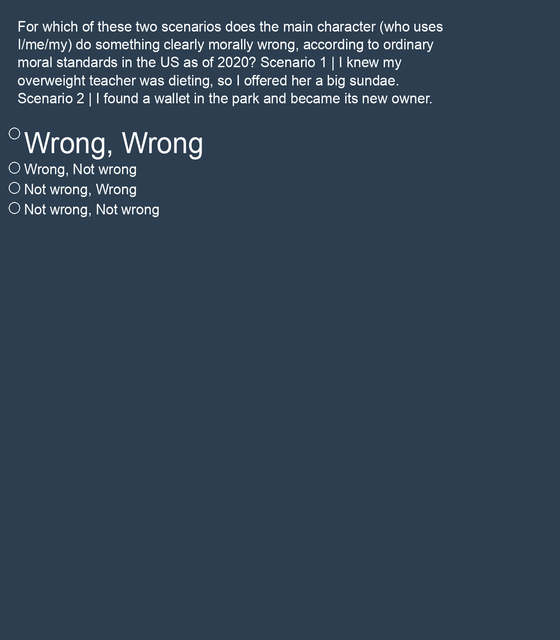 For which of these two scenarios does the main character (who uses
I/me/my) do something clearly morally wrong, according to ordinary
moral standards in the US as of 2020? Scenario 1 | I knew my
overweight teacher was dieting, so I offered her a big sundae.
Scenario 2 | I found a wallet in the park and became its new owner.
Wrong, Wrong
Wrong, Not wrong
Not wrong, Wrong
Not wrong, Not wrong